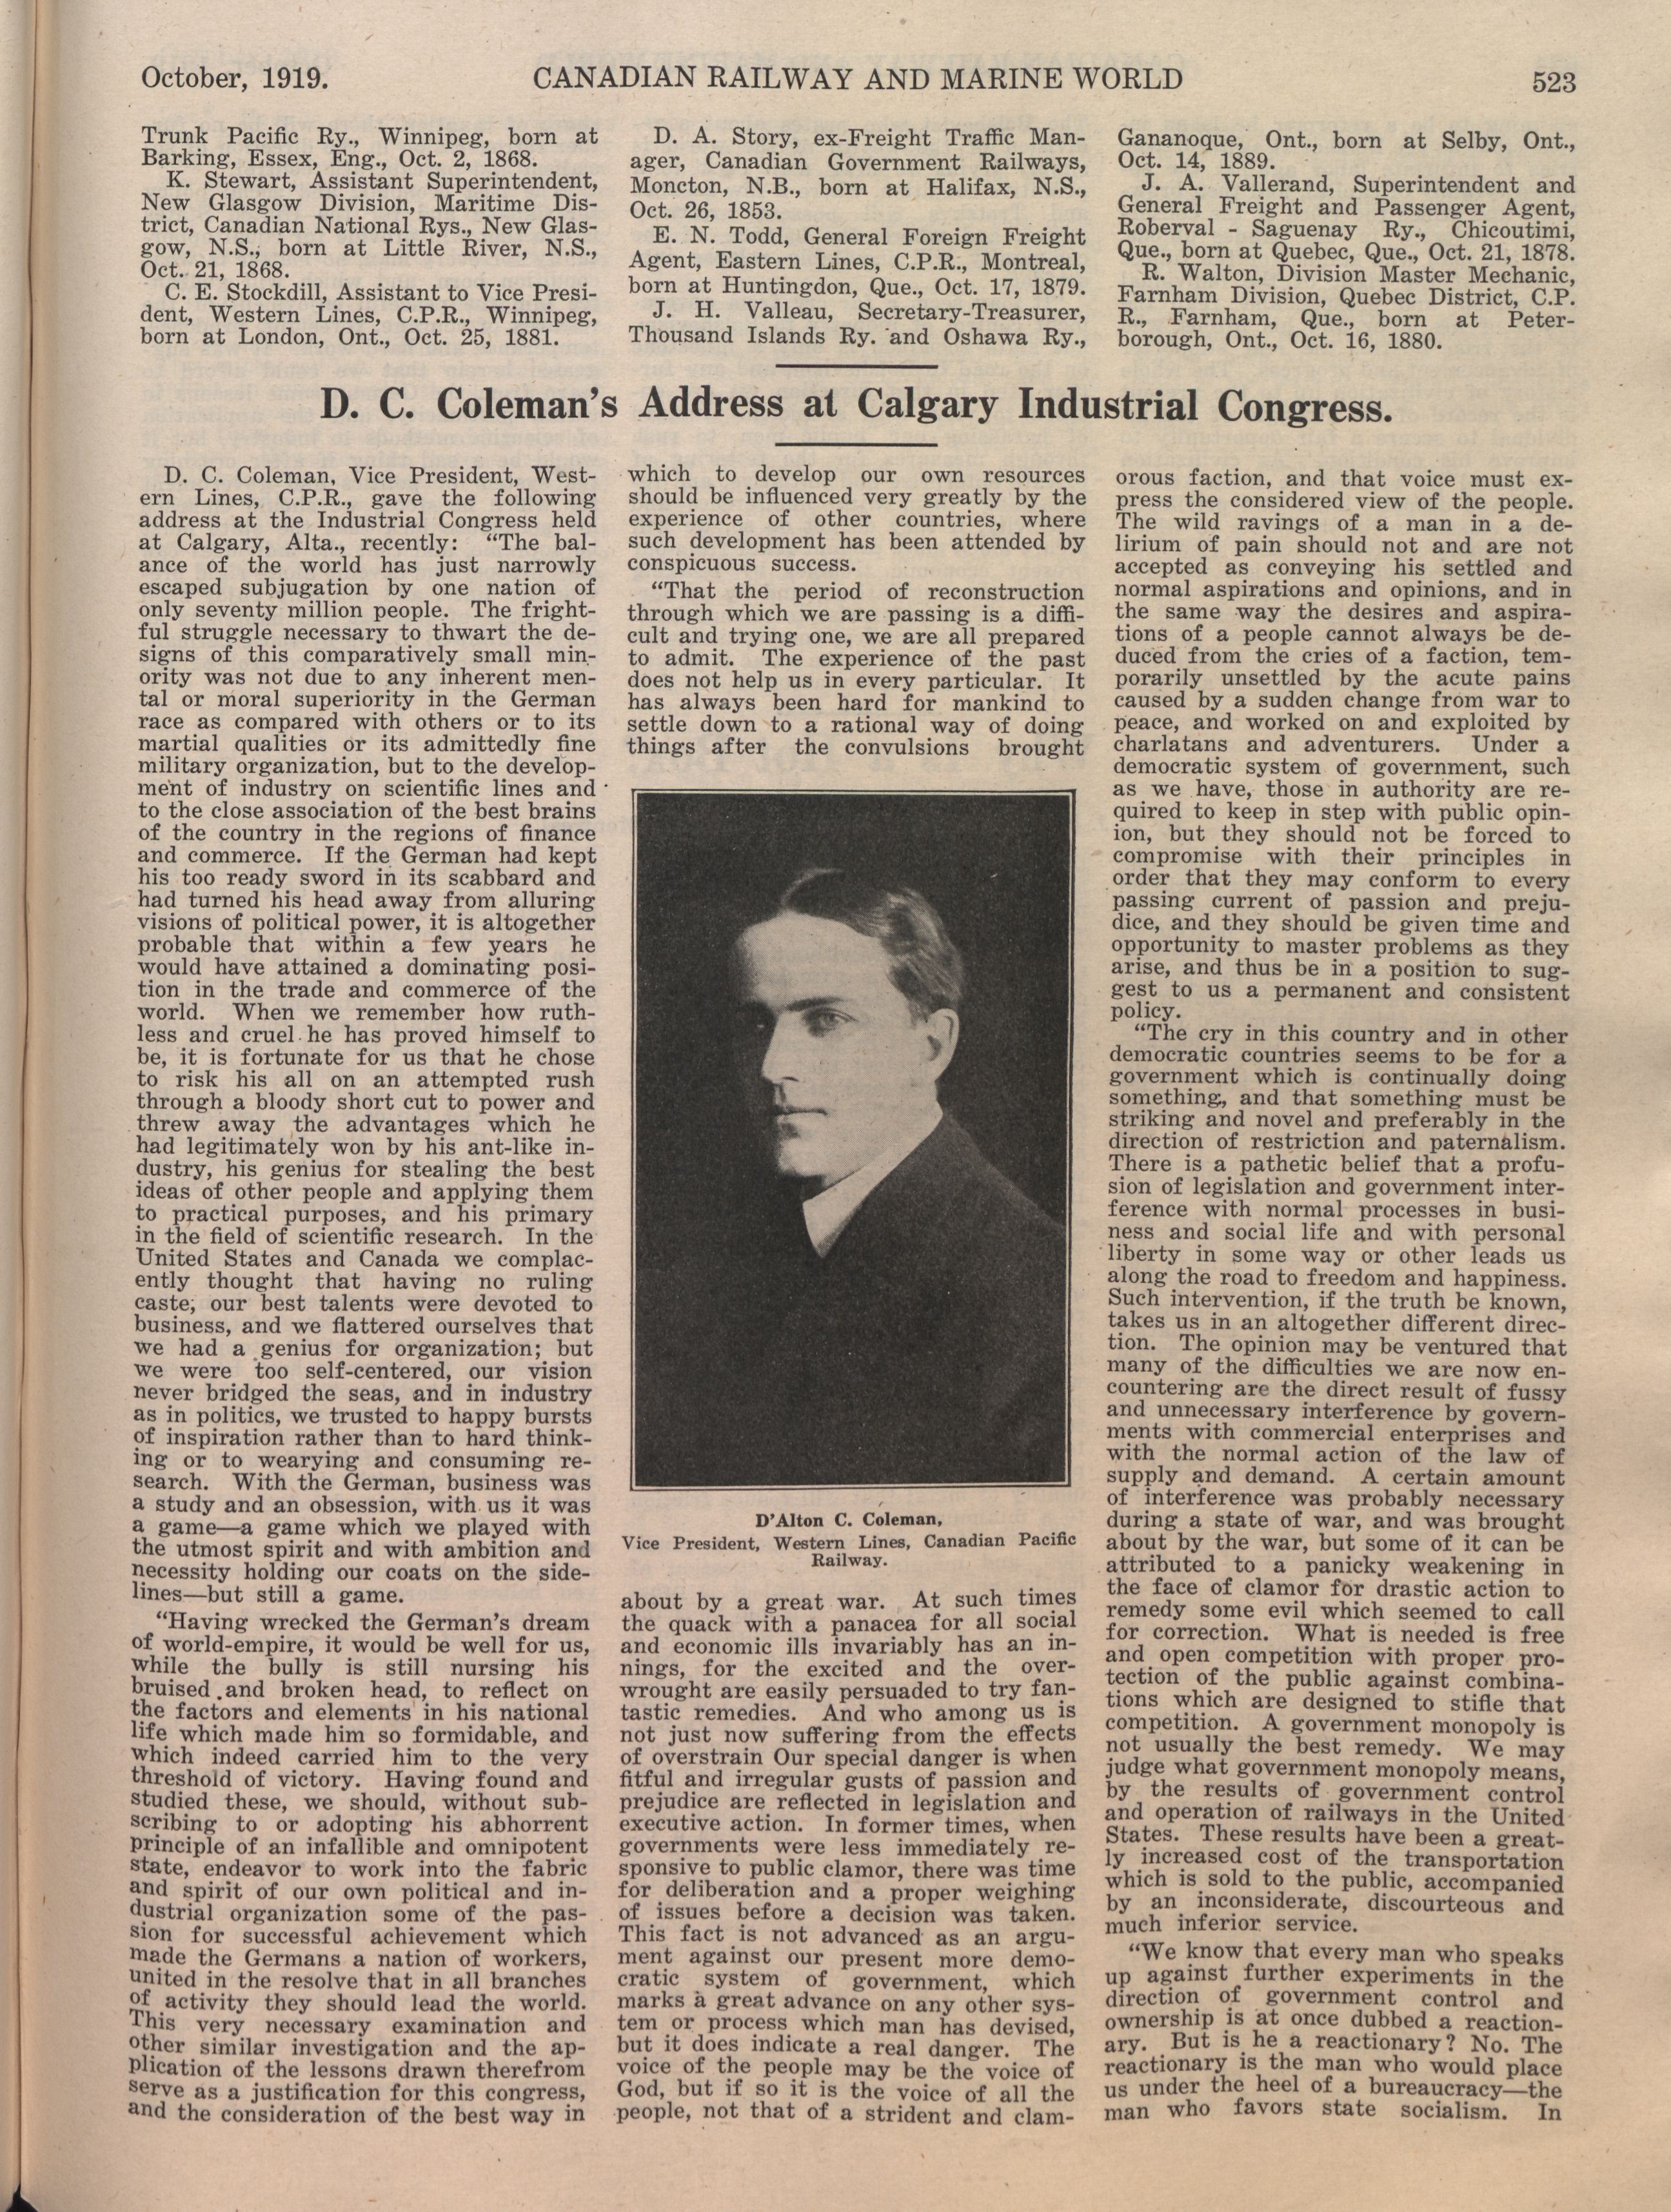 October, 1919.
CANADIAN RAILWAY AND MARINE WORLD
523
Trunk Pacific Ry., Winnipeg, born at
Barking, Essex, Eng., Oct. 2, 1868.
K. Stewart, Assistant Superintendent,
New Glasgow Division, Maritime Dis-
trict, Canadian National Rys., New Glas-
gow, N.S., born at Little River, N.S.,
Oct. 21, 1868.
C. E. Stockdill, Assistant to Vice Presi-
dent, Western Lines, C.P.R., Winnipeg,
born at London, Ont., Oct. 25, 1881.
D. A. Story, ex-Freight Traffic Man-
ager, Canadian Government Railways,
Moncton, N.B., born at Halifax, N.S.,
Oct. 26, 1853.
E. N. Todd, General Foreign Freight
Agent, Eastern Lines, C.P.R., Montreal,
born at Huntingdon, Que., Oct. 17, 1879.
J. H. Valleau, Secretary-Treasurer,
Thousand Islands Ry. and Oshawa Ry.,
Gananoque, Ont., born at Selby, Ont.,
Oct. 14, 1889.
J. A. Vallerand, Superintendent and
General Freight and Passenger Agent,
Roberval - Saguenay Ry., Chicoutimi,
Que., born at Quebec, Que., Oct. 21, 1878.
R. Walton, Division Master Mechanic,
Farnham Division, Quebec District, C.P.
R., Farnham, Que., born at Peter-
borough, Ont., Oct. 16, 1880.
D. C. Coleman's Address at Calgary Industrial Congress.
D. C. Coleman, Vice President, West-
ern Lines, C.P.R., gave the following
address at the Industrial Congress held
at Calgary, Alta., recently: "The bal-
ance of the world has just narrowly
escaped subjugation by one nation of
only seventy million people. The fright-
ful struggle necessary to thwart the de-
signs of this comparatively small min-
ority was not due to any inherent men-
tal or moral superiority in the German
race as compared with others or to its
martial qualities or its admittedly fine
military organization, but to the develop-
ment of industry on scientific lines and
to the close association of the best brains
of the country in the regions of finance
and commerce. If the German had kept
his too ready sword in its scabbard and
had turned his head away from alluring
visions of political power, it is altogether
probable that within a few years he
would have attained a dominating posi-
tion in the trade and commerce of the
world. When we remember how ruth-
less and cruel he has proved himself to
be, it is fortunate for us that he chose
to risk his all on an attempted rush
through a bloody short cut to power and
threw away the advantages which he
had legitimately won by his ant-like in-
dustry, his genius for stealing the best
ideas of other people and applying them
to practical purposes, and his primary
in the field of scientific research. In the
United States and Canada we complac-
ently thought that having no ruling
caste, our best talents were devoted to
business, and we flattered ourselves that
we had a genius for organization; but
we were too self-centered, our vision
never bridged the seas, and in industry
as in politics, we trusted to happy bursts
of inspiration rather than to hard think-
ing or to wearying and consuming re-
search. With the German, business was
a study and an obsession, with us it was
a game—a game which we played with
the utmost spirit and with ambition and
necessity holding our coats on the side-
lines—but still a game.
"Having wrecked the German's dream
of world-empire, it would be well for us,
while the bully is still nursing his
bruised and broken head, to reflect on
the factors and elements in his national
life which made him so formidable, and
which indeed carried him to the very
threshold of victory. Having found and
studied these, we should, without sub-
scribing to or adopting his abhorrent
principle of an infallible and omnipotent
state, endeavor to work into the fabric
and spirit of our own political and in-
dustrial organization some of the pas-
sion for successful achievement which
made the Germans a nation of workers,
united in the resolve that in all branches
of activity they should lead the world.
This very necessary examination and
other similar investigation and the ap-
plication of the lessons drawn therefrom
serve as a justification for this congress,
and the consideration of the best way in
which to develop our own resources
should be influenced very greatly by the
experience of other countries, where
such development has been attended by
conspicuous success.
"That the period of reconstruction
through which we are passing is a diffi-
cult and trying one, we are all prepared
to admit. The experience of the past
does not help us in every particular. It
has always been hard for mankind to
settle down to a rational way of doing
things after the convulsions brought
D'Alton C. Coleman,
Vice President, Western Lines, Canadian Pacific
Railway.
about by a great war. At such times
the quack with a panacea for all social
and economic ills invariably has an in-
nings, for the excited and the over-
wrought are easily persuaded to try fan-
tastic remedies. And who among us is
not just now suffering from the effects
of overstrain Our special danger is when
fitful and irregular gusts of passion and
prejudice are reflected in legislation and
executive action. In former times, when
governments were less immediately re-
sponsive to public clamor, there was time
for deliberation and a proper weighing
of issues before a decision was taken.
This fact is not advanced as an argu-
ment against our present more demo-
cratic system of government, which
marks a great advance on any other sys-
tem or process which man has devised,
but it does indicate a real danger. The
voice of the people may be the voice of
God, but if so it is the voice of all the
people, not that of a strident and clam-
orous faction, and that voice must ex-
press the considered view of the people.
The wild ravings of a man in a de-
lirium of pain should not and are not
accepted as conveying his settled and
normal aspirations and opinions, and in
the same way the desires and aspira-
tions of a people cannot always be de-
duced from the cries of a faction, tem-
porarily unsettled by the acute pains
caused by a sudden change from war to
peace, and worked on and exploited by
charlatans and adventurers. Under a
democratic system of government, such
as we have, those in authority are re-
quired to keep in step with public opin-
ion, but they should not be forced to
compromise with their principles in
order that they may conform to every
passing current of passion and preju-
dice, and they should be given time and
opportunity to master problems as they
arise, and thus be in a position to sug-
gest to us a permanent and consistent
policy.
"The cry in this country and in other
democratic countries seems to be for a
government which is continually doing
something, and that something must be
striking and novel and preferably in the
direction of restriction and paternalism.
There is a pathetic belief that a profu-
sion of legislation and government inter-
ference with normal processes in busi-
ness and social life and with personal
liberty in some way or other leads us
along the road to freedom and happiness.
Such intervention, if the truth be known,
takes us in an altogether different direc-
tion. The opinion may be ventured that
many of the difficulties we are now en-
countering are the direct result of fussy
and unnecessary interference by govern-
ments with commercial enterprises and
with the normal action of the law of
supply and demand. A certain amount
of interference was probably necessary
during a state of war, and was brought
about by the war, but some of it can be
attributed to a panicky weakening in
the face of clamor for drastic action to
remedy some evil which seemed to call
for correction. What is needed is free
and open competition with proper pro-
tection of the public against combina-
tions which are designed to stifle that
competition. A government monopoly is
not usually the best remedy. We may
judge what government monopoly means,
by the results of government control
and operation of railways in the United
States. These results have been a great-
ly increased cost of the transportation
which is sold to the public, accompanied
by an inconsiderate, discourteous and
much inferior service.
"We know that every man who speaks
up against further experiments in the
direction of government control and
ownership is at once dubbed a reaction-
ary. But is he a reactionary? No. The
reactionary is the man who would place
us under the heel of a bureaucracy—the
man who favors state socialism. In